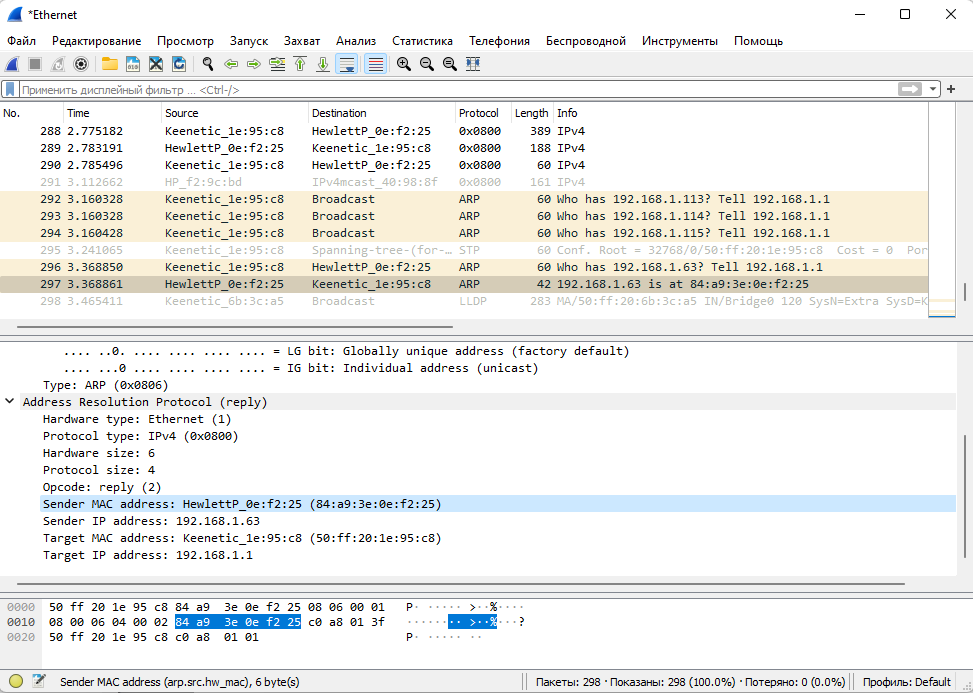 *Ethernet
Файл Редактирование Просмотр Запуск Захват Анализ Статистика Телефония Беспроводной Инструменты Помощь
Применить дисплейный фильтр ... <Ctrl-/>
No. Time Source Destination Protocol Length Info
288 2.775182 Keenetic_1e:95:c8 HewlettP_0e:f2:25 0x0800 389 IPv4
289 2.783191 HewlettP_0e:f2:25 Keenetic_1e:95:c8 0x0800 188 IPv4
290 2.785496 Keenetic_1e:95:c8 HewlettP_0e:f2:25 0x0800 60 IPv4
291 3.112662 HP_f2:9c:bd IPv4mcast_40:98:8f 0x0800 161 IPv4
292 3.160328 Keenetic_1e:95:c8 Broadcast ARP 60 Who has 192.168.1.113? Tell 192.168.1.1
293 3.160328 Keenetic_1e:95:c8 Broadcast ARP 60 Who has 192.168.1.114? Tell 192.168.1.1
294 3.160428 Keenetic_1e:95:c8 Broadcast ARP 60 Who has 192.168.1.115? Tell 192.168.1.1
295 3.241065 Keenetic_1e:95:c8 Spanning-tree-(for-… STP 60 Conf. Root = 32768/0/50:ff:20:1e:95:c8 Cost = 0 Por
296 3.368850 Keenetic_1e:95:c8 HewlettP_0e:f2:25 ARP 60 Who has 192.168.1.63? Tell 192.168.1.1
297 3.368861 HewlettP_0e:f2:25 Keenetic_1e:95:c8 ARP 42 192.168.1.63 is at 84:a9:3e:0e:f2:25
298 3.465411 Keenetic_6b:3c:a5 Broadcast LLDP 283 MA/50:ff:20:6b:3c:a5 IN/Bridge0 120 SysN=Extra SysD=K
.... ..0. .... .... .... .... = LG bit: Globally unique address (factory default)
.... ...0 .... .... .... .... = IG bit: Individual address (unicast)
Type: ARP (0x0806)
Address Resolution Protocol (reply)
Hardware type: Ethernet (1)
Protocol type: IPv4 (0x0800)
Hardware size: 6
Protocol size: 4
Opcode: reply (2)
Sender MAC address: HewlettP_0e:f2:25 (84:a9:3e:0e:f2:25)
Sender IP address: 192.168.1.63
Target MAC address: Keenetic_1e:95:c8 (50:ff:20:1e:95:c8)
Target IP address: 192.168.1.1
0000 50 ff 20 1e 95 c8 84 a9 3e 0e f2 25 08 06 00 01 P· ····· >··%····
0010 08 00 06 04 00 02 84 a9 3e 0e f2 25 c0 a8 01 3f ········ >··%···?
0020 50 ff 20 1e 95 c8 c0 a8 01 01 P· ····· ··
Sender MAC address (arp.src.hw_mac), 6 byte(s)
Пакеты: 298 · Показаны: 298 (100.0%) · Потеряно: 0 (0.0%)
Профиль: Default